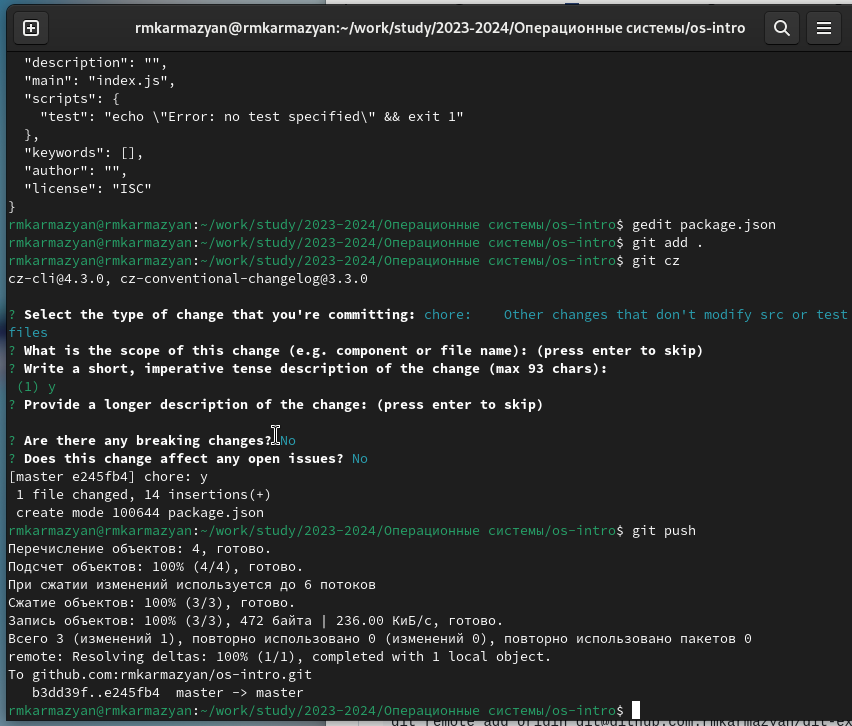 rmkarmazyan@rmkarmazyan:~/work/study/2023-2024/Операционные системы/os-intro
"description": "",
"main": "index.js",
"scripts": {
"test": "echo \"Error: no test specified\" && exit 1"
},
"keywords": [],
"author": "",
"license": "ISC"
}
rmkarmazyan@rmkarmazyan:~/work/study/2023-2024/Операционные системы/os-intro$ gedit package.json
rmkarmazyan@rmkarmazyan:~/work/study/2023-2024/Операционные системы/os-intro$ git add .
rmkarmazyan@rmkarmazyan:~/work/study/2023-2024/Операционные системы/os-intro$ git cz
cz-cli@4.3.0, cz-conventional-changelog@3.3.0
? Select the type of change that you're committing: chore:    Other changes that don't modify src or test
files
? What is the scope of this change (e.g. component or file name): (press enter to skip)
? Write a short, imperative tense description of the change (max 93 chars):
(1) y
? Provide a longer description of the change: (press enter to skip)
? Are there any breaking changes? No
? Does this change affect any open issues? No
[master e245fb4] chore: y
1 file changed, 14 insertions(+)
create mode 100644 package.json
rmkarmazyan@rmkarmazyan:~/work/study/2023-2024/Операционные системы/os-intro$ git push
Перечисление объектов: 4, готово.
Подсчет объектов: 100% (4/4), готово.
При сжатии изменений используется до 6 потоков
Сжатие объектов: 100% (3/3), готово.
Запись объектов: 100% (3/3), 472 байта | 236.00 КиБ/с, готово.
Всего 3 (изменений 1), повторно использовано 0 (изменений 0), повторно использовано пакетов 0
remote: Resolving deltas: 100% (1/1), completed with 1 local object.
To github.com:rmkarmazyan/os-intro.git
b3dd39f..e245fb4  master -> master
rmkarmazyan@rmkarmazyan:~/work/study/2023-2024/Операционные системы/os-intro$